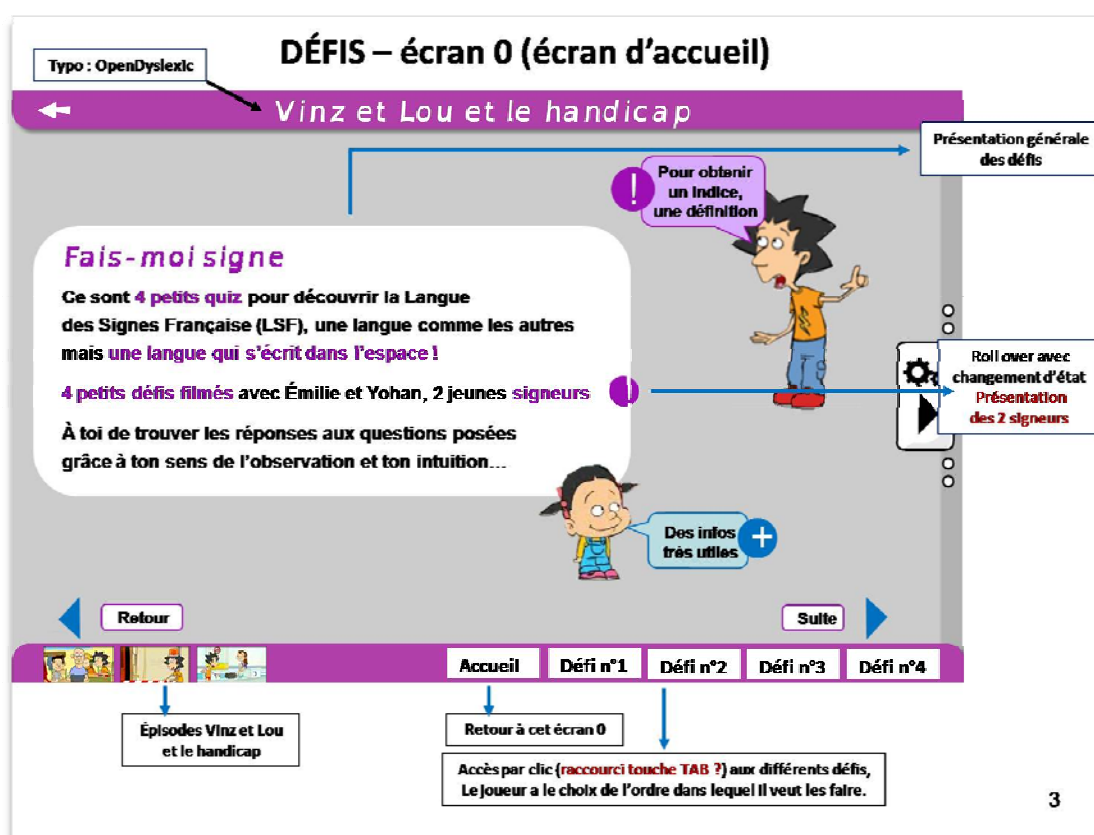 DÉFIS – écran 0 (écran d'accueil)
Typo : OpenDyslexic
Vinz et Lou et le handicap
Présentation générale
des défis
!
Pour obtenir
un indice,
une définition
Fais-moi signe
Ce sont 4 petits quiz pour découvrir la Langue
des Signes Française (LSF), une langue comme les autres
mais une langue qui s'écrit dans l'espace !
4 petits défis filmés avec Émilie et Yohan, 2 jeunes signeurs !
À toi de trouver les réponses aux questions posées
grâce à ton sens de l'observation et ton intuition…
Roll over avec
changement d'état
Présentation
des 2 signeurs
Des infos
très utiles
+
Retour
Suite
Accueil
Défi n°1
Défi n°2
Défi n°3
Défi n°4
Épisodes Vinz et Lou
et le handicap
Retour à cet écran 0
Accès par clic (raccourci touche TAB ?) aux différents défis,
Le joueur a le choix de l'ordre dans lequel il veut les faire.
3